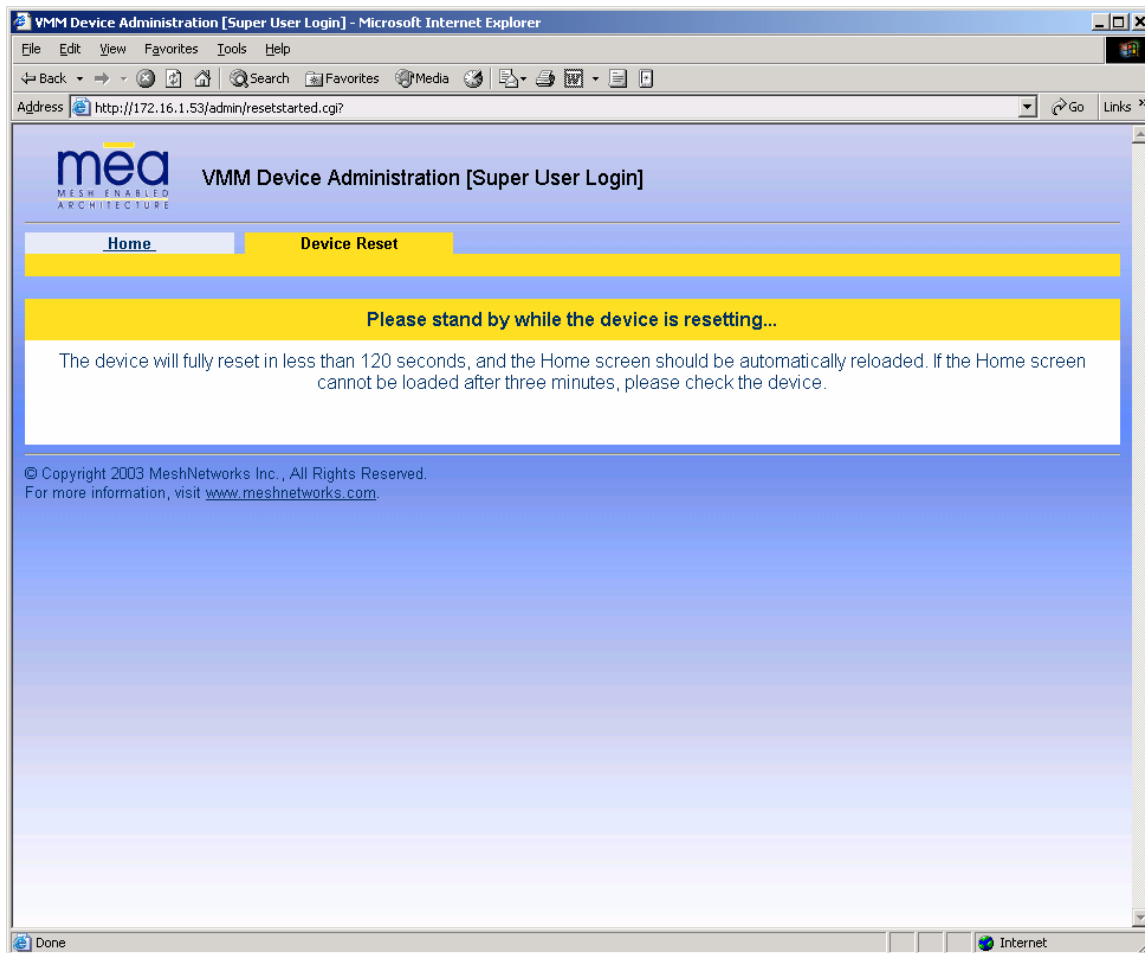 VMM Device Administration [Super User Login] - Microsoft Internet Explorer
File Edit View Favorites Tools Help
Back Search Favorites Media
Address http://172.16.1.53/admin/resetstarted.cgi? Go Links »
mēa
MESH ENABLED
ARCHITECTURE
VMM Device Administration [Super User Login]
Home Device Reset
Please stand by while the device is resetting...
The device will fully reset in less than 120 seconds, and the Home screen should be automatically reloaded. If the Home screen
cannot be loaded after three minutes, please check the device.
© Copyright 2003 MeshNetworks Inc., All Rights Reserved.
For more information, visit www.meshnetworks.com.
Done Internet